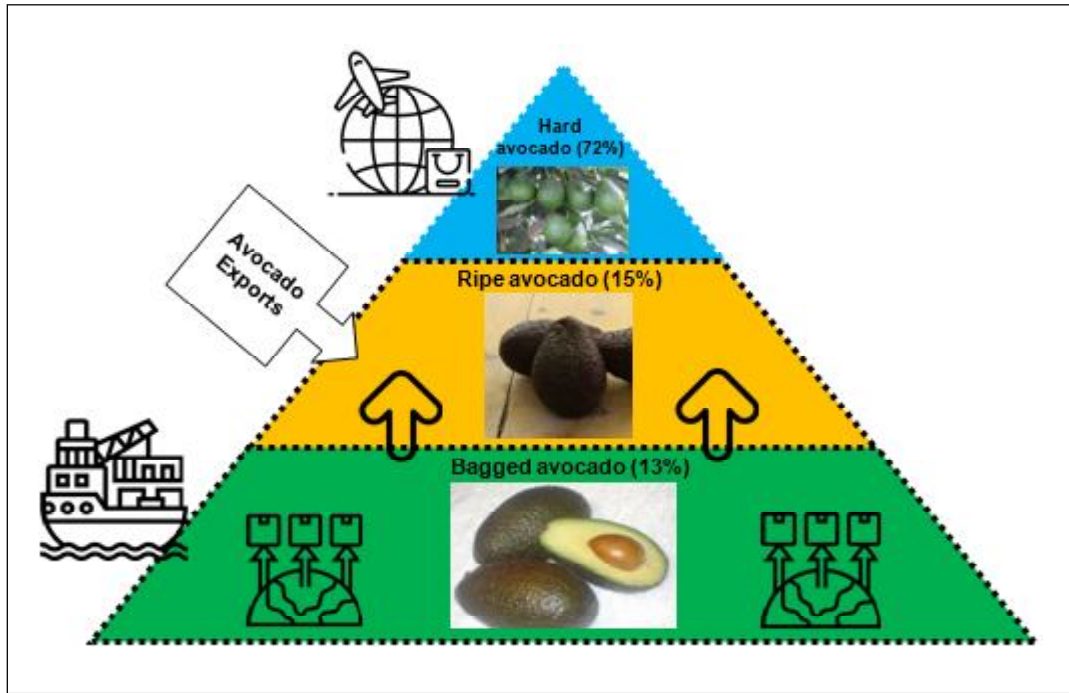 Hard
avocado (72%)
Avocado
Exports
Ripe avocado (15%)
Bagged avocado (13%)